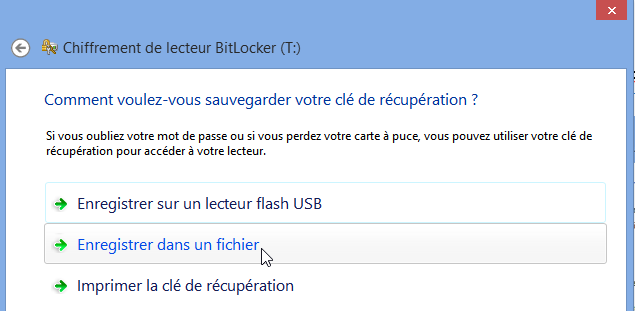 Chiffrement de lecteur BitLocker (T:)
Comment voulez-vous sauvegarder votre clé de récupération ?
Si vous oubliez votre mot de passe ou si vous perdez votre carte à puce, vous pouvez utiliser votre clé de
récupération pour accéder à votre lecteur.
Enregistrer sur un lecteur flash USB
Enregistrer dans un fichier
Imprimer la clé de récupération